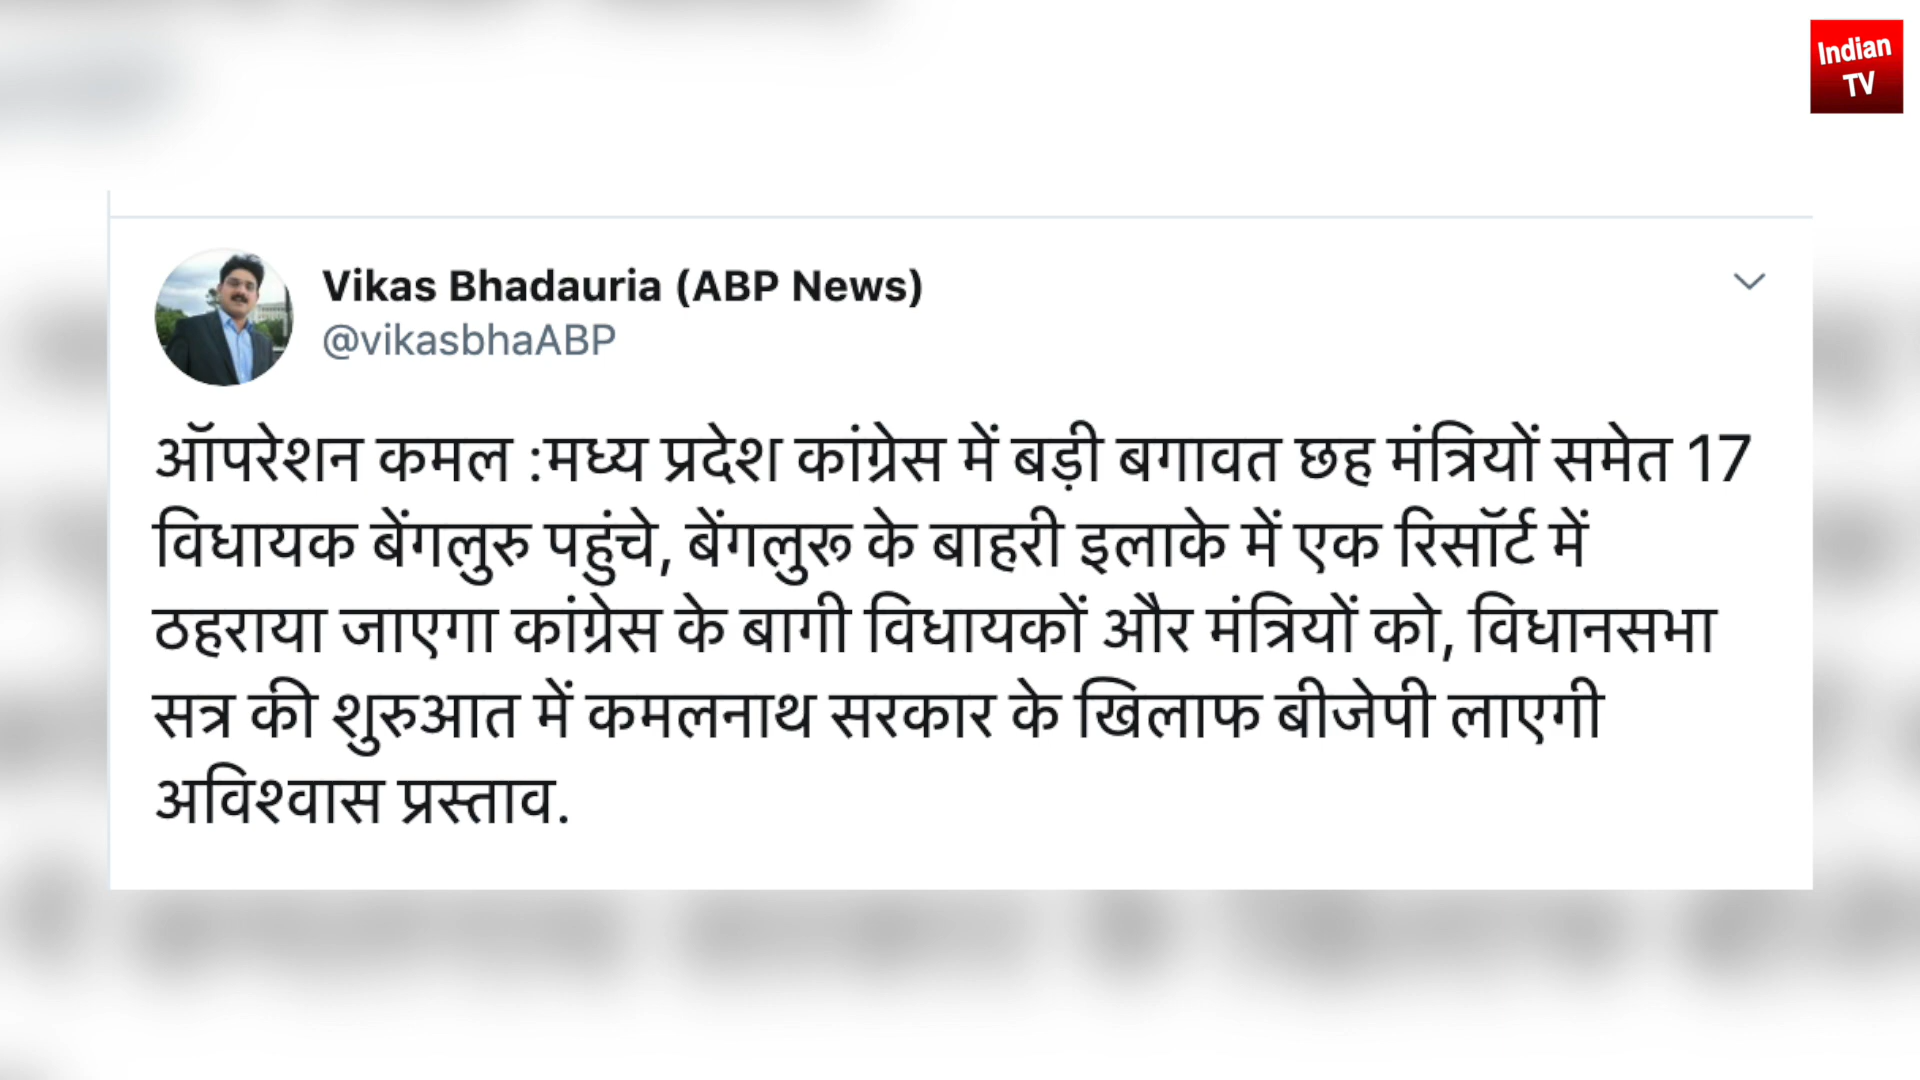 Indian
TV
Vikas Bhadauria (ABP News)
@vikasbhaABP
ऑपरेशन कमल :मध्य प्रदेश कांग्रेस में बड़ी बगावत छह मंत्रियों समेत 17
विधायक बेंगलुरु पहुंचे, बेंगलुरू के बाहरी इलाके में एक रिसॉर्ट में
ठहराया जाएगा कांग्रेस के बागी विधायकों और मंत्रियों को, विधानसभा
सत्र की शुरुआत में कमलनाथ सरकार के खिलाफ बीजेपी लाएगी
अविश्वास प्रस्ताव.